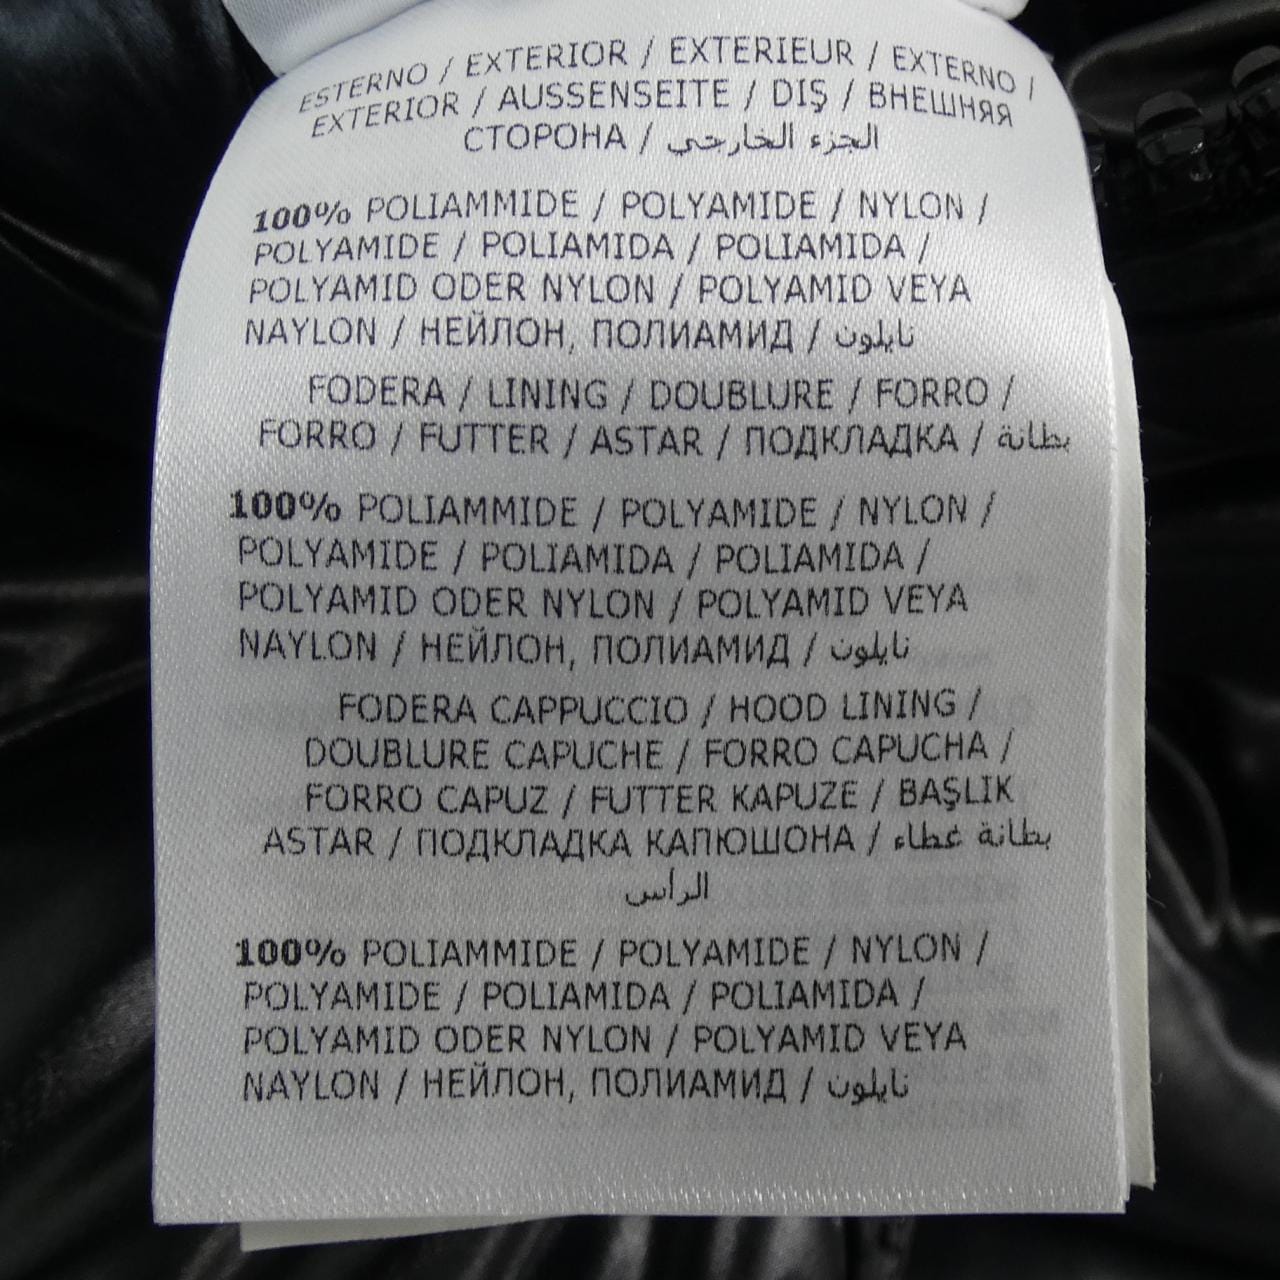 ESTERNO / EXTERIOR / EXTERIEUR / EXTERNO /
EXTERIOR / AUSSENSEITE / DIŞ / ВНЕШНЯЯ
СТОРОНА / الجزء الخارجي
100% POLIAMMIDE / POLYAMIDE / NYLON /
POLYAMIDE / POLIAMIDA / POLIAMIDA /
POLYAMID ODER NYLON / POLYAMID VEYA
NAYLON / НЕЙЛОН, ПОЛИАМИД / نايلون
FODERA / LINING / DOUBLURE / FORRO /
FORRO / FUTTER / ASTAR / ПОДКЛАДКА / بطانة
100% POLIAMMIDE / POLYAMIDE / NYLON /
POLYAMIDE / POLIAMIDA / POLIAMIDA /
POLYAMID ODER NYLON / POLYAMID VEYA
NAYLON / НЕЙЛОН, ПОЛИАМИД / نايلون
FODERA CAPPUCCIO / HOOD LINING /
DOUBLURE CAPUCHE / FORRO CAPUCHA /
FORRO CAPUZ / FUTTER KAPUZE / BAŞLIK
ASTAR / ПОДКЛАДКА КАПЮШОНА / بطانة غطاء
الرأس
100% POLIAMMIDE / POLYAMIDE / NYLON /
POLYAMIDE / POLIAMIDA / POLIAMIDA /
POLYAMID ODER NYLON / POLYAMID VEYA
NAYLON / НЕЙЛОН, ПОЛИАМИД / نايلون